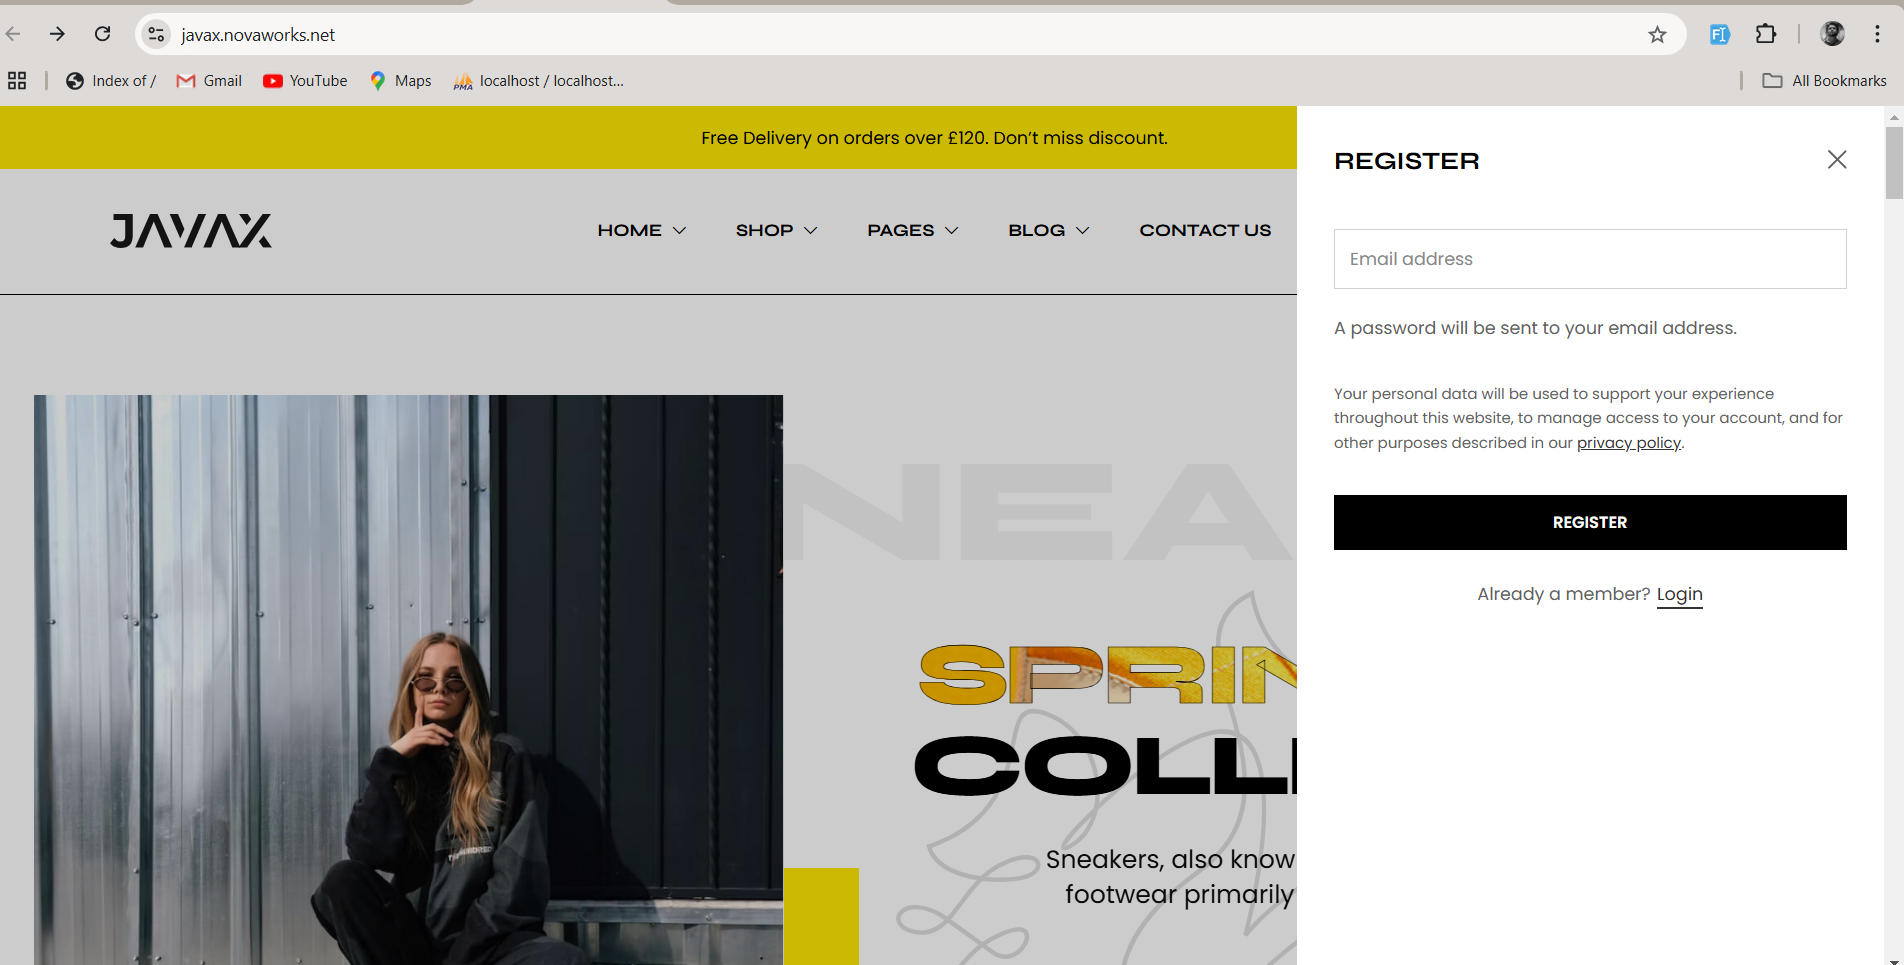 javax.novaworks.net
Index of /
Gmail
YouTube
Maps
PMA
localhost / localhost...
All Bookmarks
Free Delivery on orders over £120. Don’t miss discount.
JAVAX
HOME
SHOP
PAGES
BLOG
CONTACT US
NEA
SPRIN
COLL
Sneakers, also know
footwear primarily
REGISTER
Email address
A password will be sent to your email address.
Your personal data will be used to support your experience
throughout this website, to manage access to your account, and for
other purposes described in our privacy policy.
REGISTER
Already a member? Login